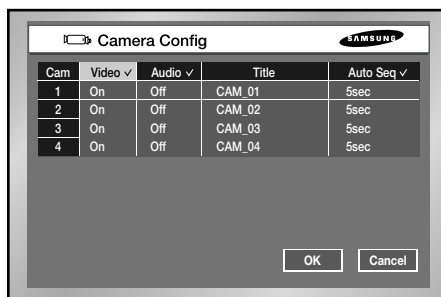 Camera Config SAMSUNG
Cam Video ✓ Audio ✓ Title Auto Seq ✓
1 On Off CAM_01 5sec
2 On Off CAM_02 5sec
3 On Off CAM_03 5sec
4 On Off CAM_04 5sec
OK Cancel